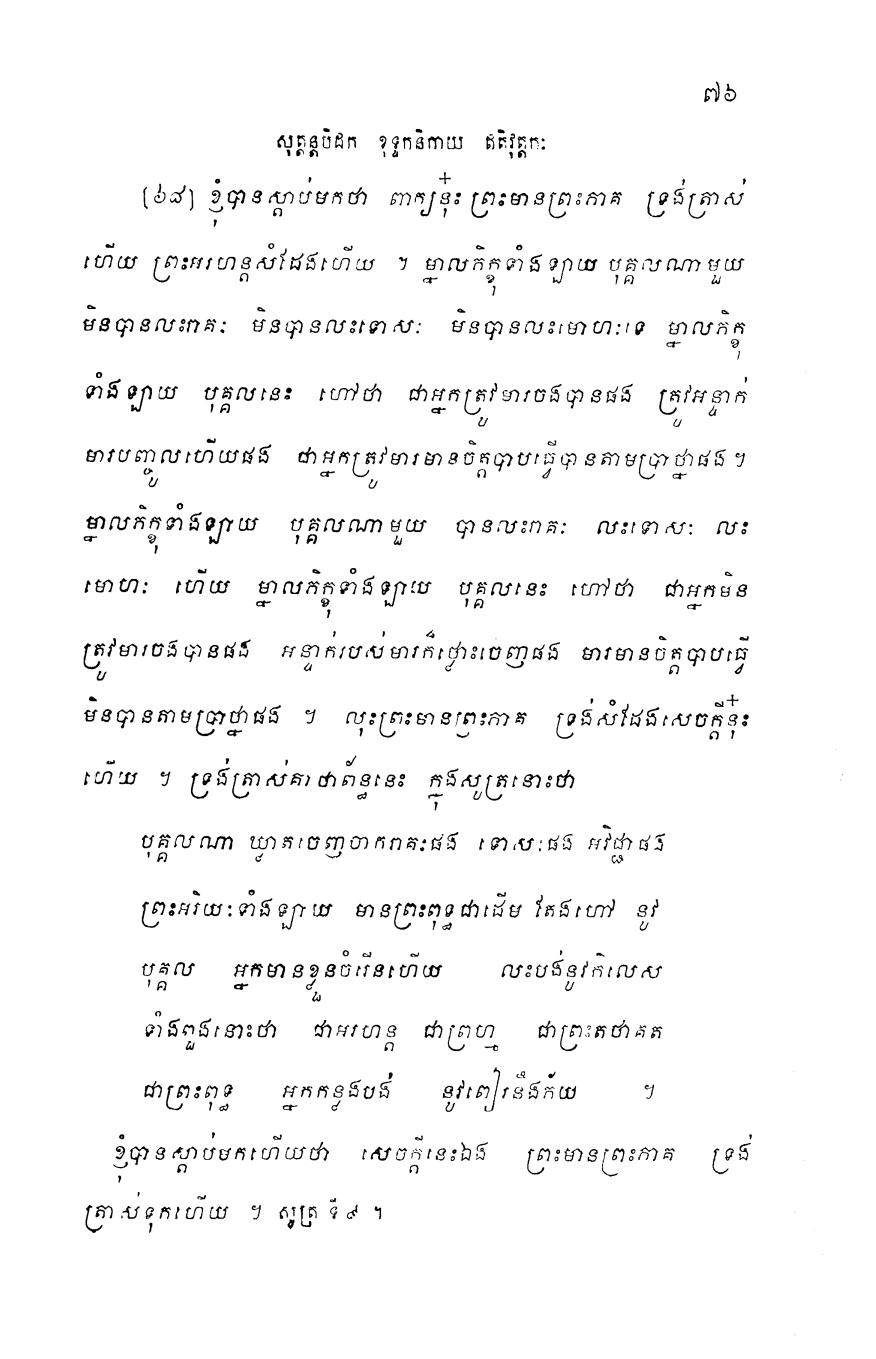 ៧៦
សុត្តន្តបិដក ខុទ្ទកនិកាយ ឥតិវុត្តកៈ
(៦៨) ខ្ញុំបានស្តាប់មកថា ពាក្យនុ៎ះ ព្រះមានព្រះភាគ ទ្រង់ត្រាស់
ហើយ ព្រះអរហន្តសំដែងហើយ ។ ម្នាលភិក្ខុទាំងឡាយ បុគ្គលណាមួយ
មិនបានលះរាគៈ មិនបានលះទោសៈ មិនបានលះមោហៈទេ ម្នាលភិក្ខុ
ទាំងឡាយ បុគ្គលនេះ ហៅថា ជាអ្នកត្រូវមារចងបានផង ត្រូវអន្ទាក់
មារបញ្ចូលហើយផង ជាអ្នកត្រូវមារមានចិត្តបាបធ្វើបានតាមប្រាថ្នាផង ។
ម្នាលភិក្ខុទាំងឡាយ បុគ្គលណាមួយ បានលះរាគៈ លះទោសៈ លះ
មោហៈ ហើយ ម្នាលភិក្ខុទាំងឡាយ បុគ្គលនេះ ហៅថា ជាអ្នកមិន
ត្រូវមារចងបានផង អន្ទាក់របស់មារក៏ធ្លោះចេញផង មារមានចិត្តបាបធ្វើ
មិនបានតាមប្រាថ្នាផង ។ លុះព្រះមានព្រះភាគ ទ្រង់សំដែងសេចក្តីនុ៎ះ
ហើយ ។ ទ្រង់ត្រាស់គាថាព័ន្ធនេះ ក្នុងសូត្រនោះថា
បុគ្គលណា ឃ្លាតចេញចាករាគៈផង ទោសៈផង អវិជ្ជាផង
ព្រះអរិយៈទាំងឡាយ មានព្រះពុទ្ធជាដើម តែងហៅ នូវ
បុគ្គល អ្នកមានខ្លួនចំរើនហើយ លះបង់នូវកិលេស
ទាំងពួងនោះថា ជាអរហន្ត ជាព្រហ្ម ជាព្រះតថាគត
ជាព្រះពុទ្ធ អ្នកកន្លងបង់ នូវពៀរនឹងភ័យ ។
ខ្ញុំបានស្តាប់មកហើយថា សេចក្តីនេះឯង ព្រះមានព្រះភាគ ទ្រង់
ត្រាស់ទុកហើយ ។ សូត្រ ទី ៩ ។